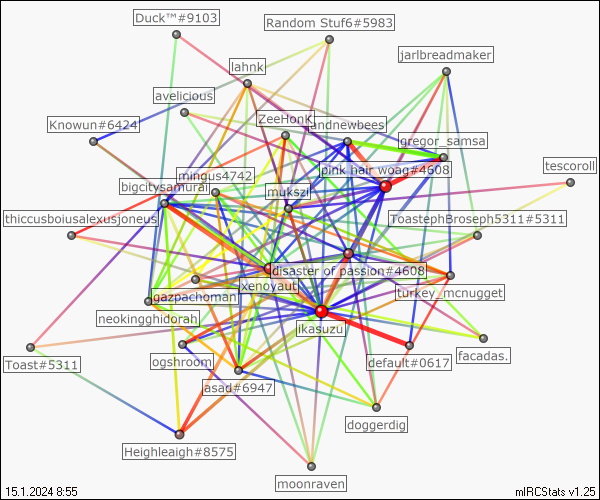 Duck™#9103
Random Stuf6#5983
jarlbreadmaker
lahnk
avelicious
Knowun#6424
ZeeHonK
andnewbees
gregor_samsa
tescoroll
mingus4742
pink hair woag#4608
bigcitysamurai
mukszi
thiccusboiusalexusjoneus
ToastephBroseph5311#5311
disaster of passion#4608
xenoyaut
gazpachoman
turkey_mcnugget
neokingghidorah
ikasuzu
Toast#5311
ogshroom
default#0617
facadas.
asad#6947
doggerdig
Heighleaigh#8575
moonraven
15.1.2024 8:55
mIRCStats v1.25